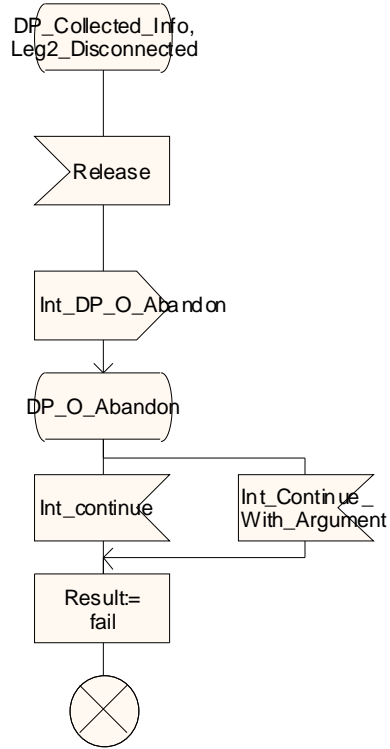 DP_Collected_Info,
Leg2_Disconnected
Release
Int_DP_O_Abandon
DP_O_Abandon
Int_continue
Int_Continue_
With_Argument
Result:=
fail